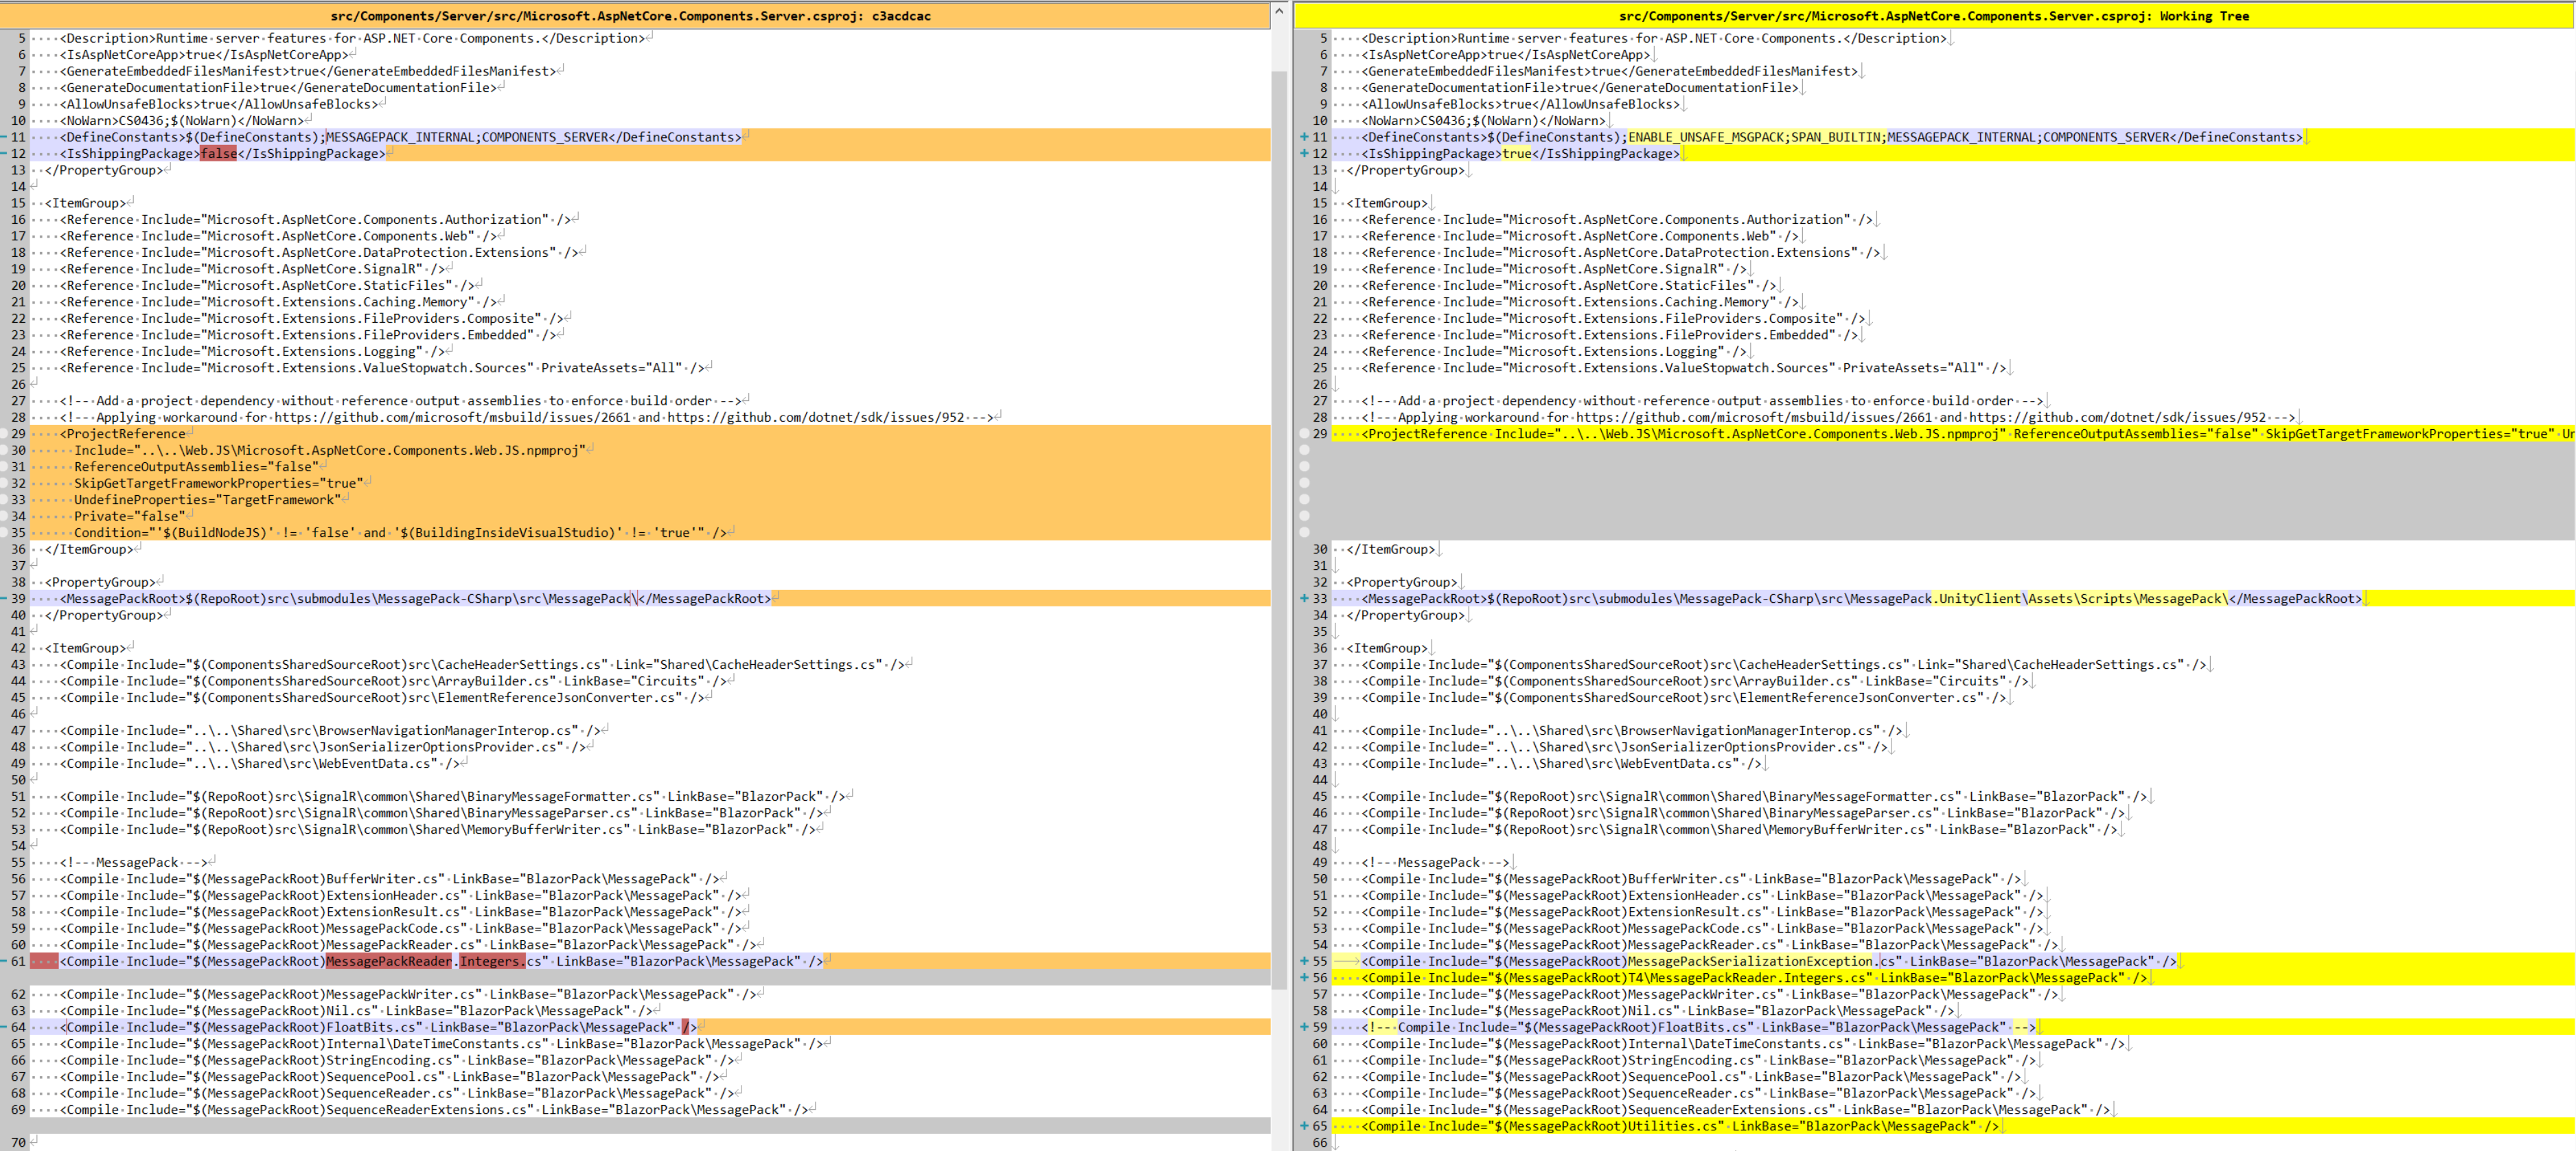 src/Components/Server/src/Microsoft.AspNetCore.Components.Server.csproj: c3acdcac
5 <Description>Runtime server features for ASP.NET Core Components.</Description>
6 <IsAspNetCoreApp>true</IsAspNetCoreApp>
7 <GenerateEmbeddedFilesManifest>true</GenerateEmbeddedFilesManifest>
8 <GenerateDocumentationFile>true</GenerateDocumentationFile>
9 <AllowUnsafeBlocks>true</AllowUnsafeBlocks>
10 <NoWarn>CS0436;$(NoWarn)</NoWarn>
11 <DefineConstants>$(DefineConstants);MESSAGEPACK_INTERNAL;COMPONENTS_SERVER</DefineConstants>
12 <IsShippingPackage>false</IsShippingPackage>
13 </PropertyGroup>
14
15 <ItemGroup>
16 <Reference Include="Microsoft.AspNetCore.Components.Authorization" />
17 <Reference Include="Microsoft.AspNetCore.Components.Web" />
18 <Reference Include="Microsoft.AspNetCore.DataProtection.Extensions" />
19 <Reference Include="Microsoft.AspNetCore.SignalR" />
20 <Reference Include="Microsoft.AspNetCore.StaticFiles" />
21 <Reference Include="Microsoft.Extensions.Caching.Memory" />
22 <Reference Include="Microsoft.Extensions.FileProviders.Composite" />
23 <Reference Include="Microsoft.Extensions.FileProviders.Embedded" />
24 <Reference Include="Microsoft.Extensions.Logging" />
25 <Reference Include="Microsoft.Extensions.ValueStopwatch.Sources" PrivateAssets="All" />
26
27 <!-- Add a project dependency without reference output assemblies to enforce build order -->
28 <!-- Applying workaround for https://github.com/microsoft/msbuild/issues/2661 and https://github.com/dotnet/sdk/issues/952 -->
29 <ProjectReference
30 Include="..\..\Web.JS\Microsoft.AspNetCore.Components.Web.JS.npmproj"
31 ReferenceOutputAssemblies="false"
32 SkipGetTargetFrameworkProperties="true"
33 UndefineProperties="TargetFramework"
34 Private="false"
35 Condition="'$(BuildNodeJS)' != 'false' and '$(BuildingInsideVisualStudio)' != 'true'" />
36 </ItemGroup>
37
38 <PropertyGroup>
39 <MessagePackRoot>$(RepoRoot)src\submodules\MessagePack-CSharp\src\MessagePack\</MessagePackRoot>
40 </PropertyGroup>
41
42 <ItemGroup>
43 <Compile Include="$(ComponentsSharedSourceRoot)src\CacheHeaderSettings.cs" Link="Shared\CacheHeaderSettings.cs" />
44 <Compile Include="$(ComponentsSharedSourceRoot)src\ArrayBuilder.cs" LinkBase="Circuits" />
45 <Compile Include="$(ComponentsSharedSourceRoot)src\ElementReferenceJsonConverter.cs" />
46
47 <Compile Include="..\..\Shared\src\BrowserNavigationManagerInterop.cs" />
48 <Compile Include="..\..\Shared\src\JsonSerializerOptionsProvider.cs" />
49 <Compile Include="..\..\Shared\src\WebEventData.cs" />
50
51 <Compile Include="$(RepoRoot)src\SignalR\common\Shared\BinaryMessageFormatter.cs" LinkBase="BlazorPack" />
52 <Compile Include="$(RepoRoot)src\SignalR\common\Shared\BinaryMessageParser.cs" LinkBase="BlazorPack" />
53 <Compile Include="$(RepoRoot)src\SignalR\common\Shared\MemoryBufferWriter.cs" LinkBase="BlazorPack" />
54
55 <!-- MessagePack -->
56 <Compile Include="$(MessagePackRoot)BufferWriter.cs" LinkBase="BlazorPack\MessagePack" />
57 <Compile Include="$(MessagePackRoot)ExtensionHeader.cs" LinkBase="BlazorPack\MessagePack" />
58 <Compile Include="$(MessagePackRoot)ExtensionResult.cs" LinkBase="BlazorPack\MessagePack" />
59 <Compile Include="$(MessagePackRoot)MessagePackCode.cs" LinkBase="BlazorPack\MessagePack" />
60 <Compile Include="$(MessagePackRoot)MessagePackReader.cs" LinkBase="BlazorPack\MessagePack" />
61 <Compile Include="$(MessagePackRoot)MessagePackReader.Integers.cs" LinkBase="BlazorPack\MessagePack" />
62 <Compile Include="$(MessagePackRoot)MessagePackWriter.cs" LinkBase="BlazorPack\MessagePack" />
63 <Compile Include="$(MessagePackRoot)Nil.cs" LinkBase="BlazorPack\MessagePack" />
64 <Compile Include="$(MessagePackRoot)FloatBits.cs" LinkBase="BlazorPack\MessagePack" />
65 <Compile Include="$(MessagePackRoot)Internal\DateTimeConstants.cs" LinkBase="BlazorPack\MessagePack" />
66 <Compile Include="$(MessagePackRoot)StringEncoding.cs" LinkBase="BlazorPack\MessagePack" />
67 <Compile Include="$(MessagePackRoot)SequencePool.cs" LinkBase="BlazorPack\MessagePack" />
68 <Compile Include="$(MessagePackRoot)SequenceReader.cs" LinkBase="BlazorPack\MessagePack" />
69 <Compile Include="$(MessagePackRoot)SequenceReaderExtensions.cs" LinkBase="BlazorPack\MessagePack" />
70
src/Components/Server/src/Microsoft.AspNetCore.Components.Server.csproj: Working Tree
5 <Description>Runtime server features for ASP.NET Core Components.</Description>
6 <IsAspNetCoreApp>true</IsAspNetCoreApp>
7 <GenerateEmbeddedFilesManifest>true</GenerateEmbeddedFilesManifest>
8 <GenerateDocumentationFile>true</GenerateDocumentationFile>
9 <AllowUnsafeBlocks>true</AllowUnsafeBlocks>
10 <NoWarn>CS0436;$(NoWarn)</NoWarn>
11 <DefineConstants>$(DefineConstants);ENABLE_UNSAFE_MSGPACK;SPAN_BUILTIN;MESSAGEPACK_INTERNAL;COMPONENTS_SERVER</DefineConstants>
12 <IsShippingPackage>true</IsShippingPackage>
13 </PropertyGroup>
14
15 <ItemGroup>
16 <Reference Include="Microsoft.AspNetCore.Components.Authorization" />
17 <Reference Include="Microsoft.AspNetCore.Components.Web" />
18 <Reference Include="Microsoft.AspNetCore.DataProtection.Extensions" />
19 <Reference Include="Microsoft.AspNetCore.SignalR" />
20 <Reference Include="Microsoft.AspNetCore.StaticFiles" />
21 <Reference Include="Microsoft.Extensions.Caching.Memory" />
22 <Reference Include="Microsoft.Extensions.FileProviders.Composite" />
23 <Reference Include="Microsoft.Extensions.FileProviders.Embedded" />
24 <Reference Include="Microsoft.Extensions.Logging" />
25 <Reference Include="Microsoft.Extensions.ValueStopwatch.Sources" PrivateAssets="All" />
26
27 <!-- Add a project dependency without reference output assemblies to enforce build order -->
28 <!-- Applying workaround for https://github.com/microsoft/msbuild/issues/2661 and https://github.com/dotnet/sdk/issues/952 -->
29 <ProjectReference Include="..\..\Web.JS\Microsoft.AspNetCore.Components.Web.JS.npmproj" ReferenceOutputAssemblies="false" SkipGetTargetFrameworkProperties="true" Un
30 </ItemGroup>
31
32 <PropertyGroup>
33 <MessagePackRoot>$(RepoRoot)src\submodules\MessagePack-CSharp\src\MessagePack.UnityClient\Assets\Scripts\MessagePack\</MessagePackRoot>
34 </PropertyGroup>
35
36 <ItemGroup>
37 <Compile Include="$(ComponentsSharedSourceRoot)src\CacheHeaderSettings.cs" Link="Shared\CacheHeaderSettings.cs" />
38 <Compile Include="$(ComponentsSharedSourceRoot)src\ArrayBuilder.cs" LinkBase="Circuits" />
39 <Compile Include="$(ComponentsSharedSourceRoot)src\ElementReferenceJsonConverter.cs" />
40
41 <Compile Include="..\..\Shared\src\BrowserNavigationManagerInterop.cs" />
42 <Compile Include="..\..\Shared\src\JsonSerializerOptionsProvider.cs" />
43 <Compile Include="..\..\Shared\src\WebEventData.cs" />
44
45 <Compile Include="$(RepoRoot)src\SignalR\common\Shared\BinaryMessageFormatter.cs" LinkBase="BlazorPack" />
46 <Compile Include="$(RepoRoot)src\SignalR\common\Shared\BinaryMessageParser.cs" LinkBase="BlazorPack" />
47 <Compile Include="$(RepoRoot)src\SignalR\common\Shared\MemoryBufferWriter.cs" LinkBase="BlazorPack" />
48
49 <!-- MessagePack -->
50 <Compile Include="$(MessagePackRoot)BufferWriter.cs" LinkBase="BlazorPack\MessagePack" />
51 <Compile Include="$(MessagePackRoot)ExtensionHeader.cs" LinkBase="BlazorPack\MessagePack" />
52 <Compile Include="$(MessagePackRoot)ExtensionResult.cs" LinkBase="BlazorPack\MessagePack" />
53 <Compile Include="$(MessagePackRoot)MessagePackCode.cs" LinkBase="BlazorPack\MessagePack" />
54 <Compile Include="$(MessagePackRoot)MessagePackReader.cs" LinkBase="BlazorPack\MessagePack" />
55 <Compile Include="$(MessagePackRoot)MessagePackSerializationException.cs" LinkBase="BlazorPack\MessagePack" />
56 <Compile Include="$(MessagePackRoot)T4\MessagePackReader.Integers.cs" LinkBase="BlazorPack\MessagePack" />
57 <Compile Include="$(MessagePackRoot)MessagePackWriter.cs" LinkBase="BlazorPack\MessagePack" />
58 <Compile Include="$(MessagePackRoot)Nil.cs" LinkBase="BlazorPack\MessagePack" />
59 <!-- Compile Include="$(MessagePackRoot)FloatBits.cs" LinkBase="BlazorPack\MessagePack" -->
60 <Compile Include="$(MessagePackRoot)Internal\DateTimeConstants.cs" LinkBase="BlazorPack\MessagePack" />
61 <Compile Include="$(MessagePackRoot)StringEncoding.cs" LinkBase="BlazorPack\MessagePack" />
62 <Compile Include="$(MessagePackRoot)SequencePool.cs" LinkBase="BlazorPack\MessagePack" />
63 <Compile Include="$(MessagePackRoot)SequenceReader.cs" LinkBase="BlazorPack\MessagePack" />
64 <Compile Include="$(MessagePackRoot)SequenceReaderExtensions.cs" LinkBase="BlazorPack\MessagePack" />
65 <Compile Include="$(MessagePackRoot)Utilities.cs" LinkBase="BlazorPack\MessagePack" />
66